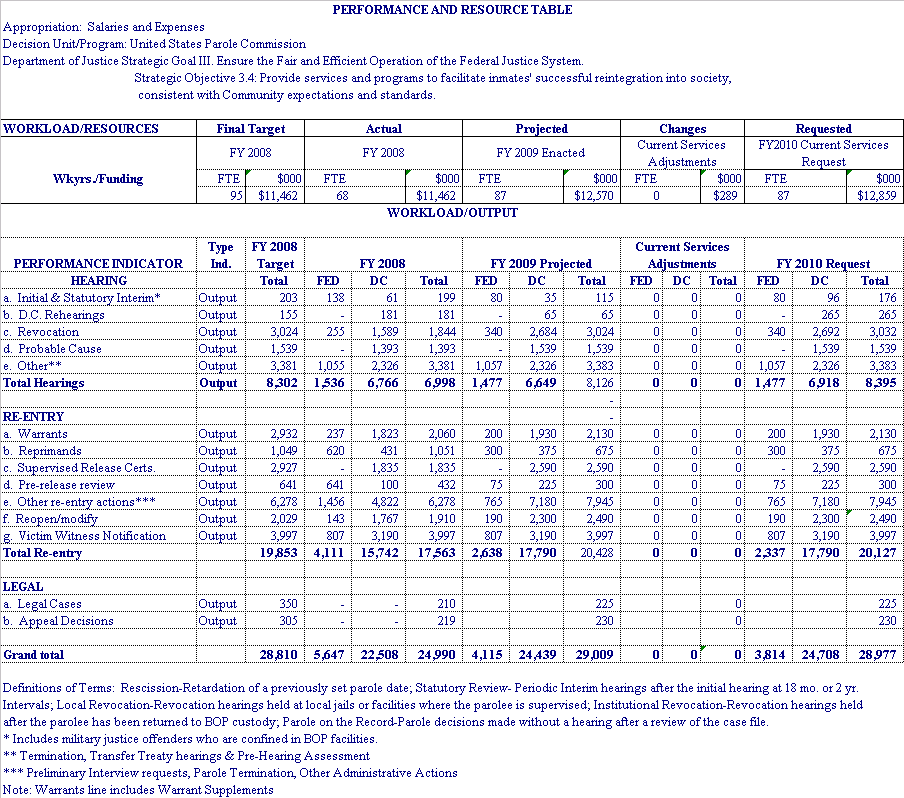 PERFORMANCE AND RESOURCE TABLE
Appropriation: Salaries and Expenses
Decision Unit/Program: United States Parole Commission
Department of Justice Strategic Goal III. Ensure the Fair and Efficient Operation of the Federal Justice System.
Strategic Objective 3.4: Provide services and programs to facilitate inmates' successful reintegration into society,
consistent with Community expectations and standards.
WORKLOAD/RESOURCES Final Target Actual Projected Changes Requested
FY 2008 FY 2008 FY 2009 Enacted Current Services Adjustments FY2010 Current Services Request
Wkyrs./Funding FTE $000 FTE $000 FTE $000 FTE $000 FTE $000
95 $11,462 68 $11,462 87 $12,570 0 $289 87 $12,859
WORKLOAD/OUTPUT
PERFORMANCE INDICATOR Type Ind. FY 2008 Target FY 2008 FY 2009 Projected Current Services Adjustments FY 2010 Request
HEARING Total FED DC Total FED DC Total FED DC Total FED DC Total
a. Initial & Statutory Interim* Output 203 138 61 199 80 35 115 0 0 0 80 96 176
b. D.C. Rehearings Output 155 - 181 181 - 65 65 0 0 0 - 265 265
c. Revocation Output 3,024 255 1,589 1,844 340 2,684 3,024 0 0 0 340 2,692 3,032
d. Probable Cause Output 1,539 - 1,393 1,393 - 1,539 1,539 0 0 0 - 1,539 1,539
e. Other** Output 3,381 1,055 2,326 3,381 1,057 2,326 3,383 0 0 0 1,057 2,326 3,383
Total Hearings Output 8,302 1,536 6,766 6,998 1,477 6,649 8,126 0 0 0 1,477 6,918 8,395
-
RE-ENTRY -
a. Warrants Output 2,932 237 1,823 2,060 200 1,930 2,130 0 0 0 200 1,930 2,130
b. Reprimands Output 1,049 620 431 1,051 300 375 675 0 0 0 300 375 675
c. Supervised Release Certs. Output 2,927 - 1,835 1,835 - 2,590 2,590 0 0 0 - 2,590 2,590
d. Pre-release review Output 641 641 100 432 75 225 300 0 0 0 75 225 300
e. Other re-entry actions*** Output 6,278 1,456 4,822 6,278 765 7,180 7,945 0 0 0 765 7,180 7,945
f. Reopen/modify Output 2,029 143 1,767 1,910 190 2,300 2,490 0 0 0 190 2,300 2,490
g. Victim Witness Notification Output 3,997 807 3,190 3,997 807 3,190 3,997 0 0 0 807 3,190 3,997
Total Re-entry 19,853 4,111 15,742 17,563 2,638 17,790 20,428 0 0 0 2,337 17,790 20,127
LEGAL
a. Legal Cases Output 350 - - 210 225 0 225
b. Appeal Decisions Output 305 - - 219 230 0 230
Grand total 28,810 5,647 22,508 24,990 4,115 24,439 29,009 0 0 0 3,814 24,708 28,977
Definitions of Terms: Rescission-Retardation of a previously set parole date; Statutory Review- Periodic Interim hearings after the initial hearing at 18 mo. or 2 yr.
Intervals; Local Revocation-Revocation hearings held at local jails or facilities where the parolee is supervised; Institutional Revocation-Revocation hearings held
after the parolee has been returned to BOP custody; Parole on the Record-Parole decisions made without a hearing after a review of the case file.
* Includes military justice offenders who are confined in BOP facilities.
** Termination, Transfer Treaty hearings & Pre-Hearing Assessment
*** Preliminary Interview requests, Parole Termination, Other Administrative Actions
Note: Warrants line includes Warrant Supplements